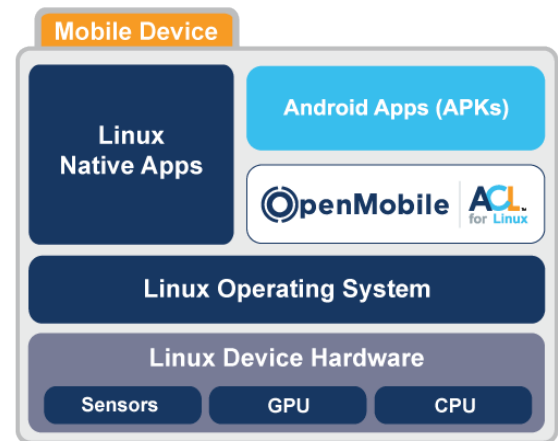 Mobile Device
Linux
Native Apps
Android Apps (APKs)
OpenMobile
ACL™
for Linux
Linux Operating System
Linux Device Hardware
Sensors
GPU
CPU